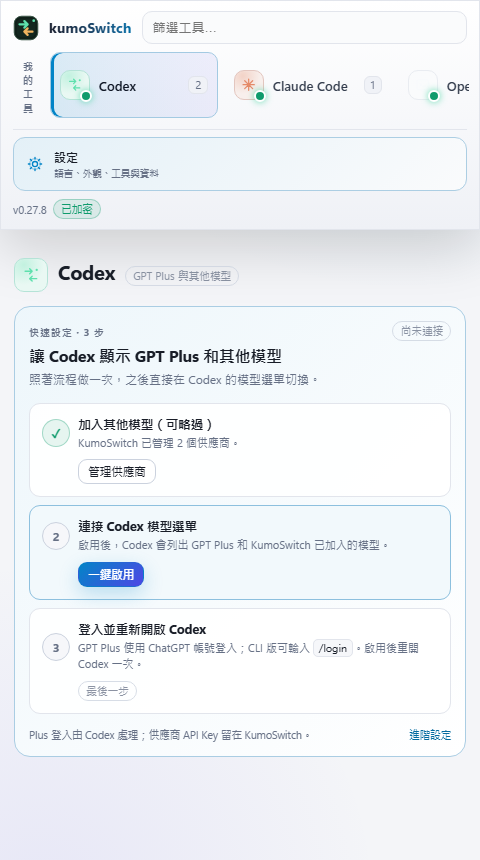 kumoSwitch
篩選工具...
我的工具
Codex
2
Claude Code
1
Ope
設定
語言、外觀、工具與資料
v0.27.8
已加密
Codex
GPT Plus 與其他模型
快速設定 · 3 步
尚未連接
讓 Codex 顯示 GPT Plus 和其他模型
照著流程做一次，之後直接在 Codex 的模型選單切換。
加入其他模型（可略過）
KumoSwitch 已管理 2 個供應商。
管理供應商
2
連接 Codex 模型選單
啟用後，Codex 會列出 GPT Plus 和 KumoSwitch 已加入的模型。
一鍵啟用
3
登入並重新開啟 Codex
GPT Plus 使用 ChatGPT 帳號登入；CLI 版可輸入 /login 。啟用後重開
Codex 一次。
最後一步
Plus 登入由 Codex 處理；供應商 API Key 留在 KumoSwitch。
進階設定